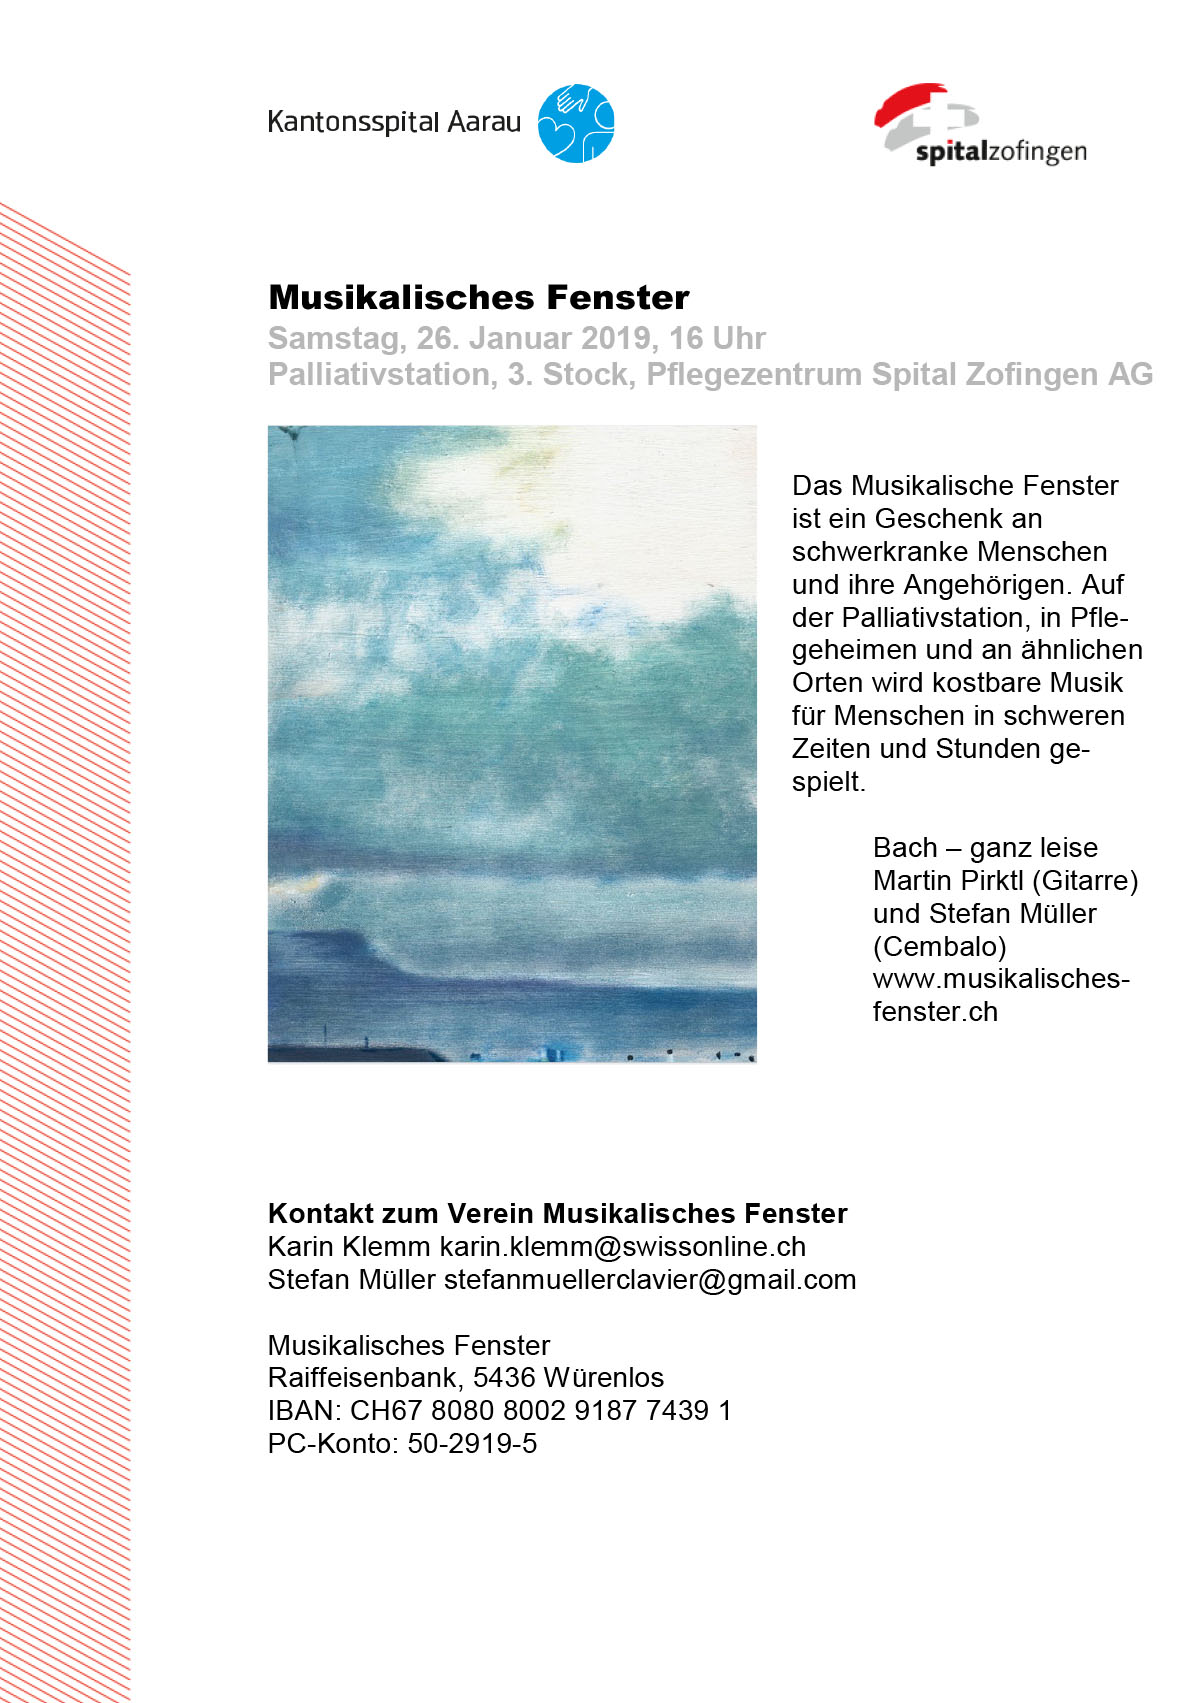 Kantonsspital Aarau
spitalzofingen
Musikalisches Fenster
Samstag, 26. Januar 2019, 16 Uhr
Palliativstation, 3. Stock, Pflegezentrum Spital Zofingen AG
Das Musikalische Fenster
ist ein Geschenk an
schwerkranke Menschen
und ihre Angehörigen. Auf
der Palliativstation, in Pfle-
geheimen und an ähnlichen
Orten wird kostbare Musik
für Menschen in schweren
Zeiten und Stunden ge-
spielt.
Bach – ganz leise
Martin Pirktl (Gitarre)
und Stefan Müller
(Cembalo)
www.musikalisches-
fenster.ch
Kontakt zum Verein Musikalisches Fenster
Karin Klemm karin.klemm@swissonline.ch
Stefan Müller stefanmuellerclavier@gmail.com
Musikalisches Fenster
Raiffeisenbank, 5436 Würenlos
IBAN: CH67 8080 8002 9187 7439 1
PC-Konto: 50-2919-5